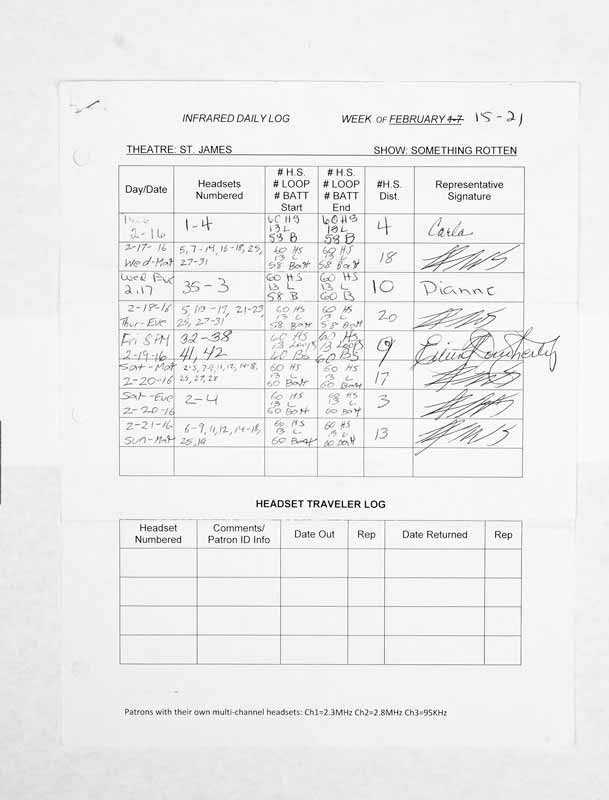 INFRARED DAILY LOG WEEK OF FEBRUARY 1-7 15-21
THEATRE: ST. JAMES SHOW: SOMETHING ROTTEN
Day/Date Headsets Numbered # H.S. # LOOP # BATT Start # H.S. # LOOP # BATT End #H.S. Dist. Representative Signature
2-16 1-4 60 HS 13 L 58 B 60 HS 13 L 58 B 4 Carla
2-17-16 Wed-Mat 5, 7-14, 16-18, 25, 27-31 60 HS 13 L 58 Batt 60 HS 13 L 58 Batt 18
Wed Eve 2.17 35-3 60 HS 13 L 58 B 60 HS 13 L 60 B 10 Dianne
2-18-16 Thur-Eve 5, 21-23, 25, 27-31 60 HS 13 L 58 Batt 60 HS 13 L 58 Batt 20
Fri 8 PM 2-19-16 32-38 41, 42 60 HS 13 Loops 60 Bs 60 HS 13 Loops 60 BS 9 Dougherty
Sat-Mat 2-20-16 2-5, 7-9, 11, 12, 14-18, 25, 27, 28 60 HS 13 L 60 Batt 60 HS 13 L 60 Batt 17
Sat-Eve 2-20-16 2-4 60 HS 13 L 60 Batt 60 HS 13 L 60 Batt 3
2-21-16 Sun-Mat 6-9, 11, 12, 14-18, 25, 60 HS 13 L 60 Batt 60 HS 13 L 60 Batt 13
HEADSET TRAVELER LOG
Headset Numbered Comments/ Patron ID Info Date Out Rep Date Returned Rep
Patrons with their own multi-channel headsets: Ch1=2.3MHz Ch2=2.8MHz Ch3=95KHz